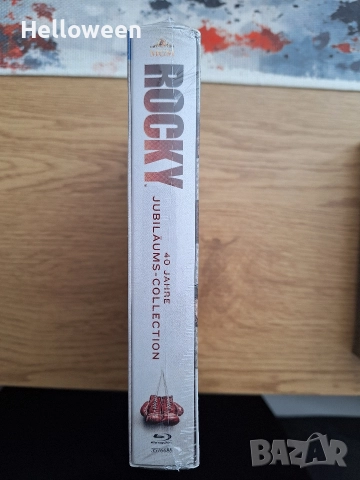 Helloween
ROCKY
40 JAHRE
JUBILÄUMS-COLLECTION
BAZAR